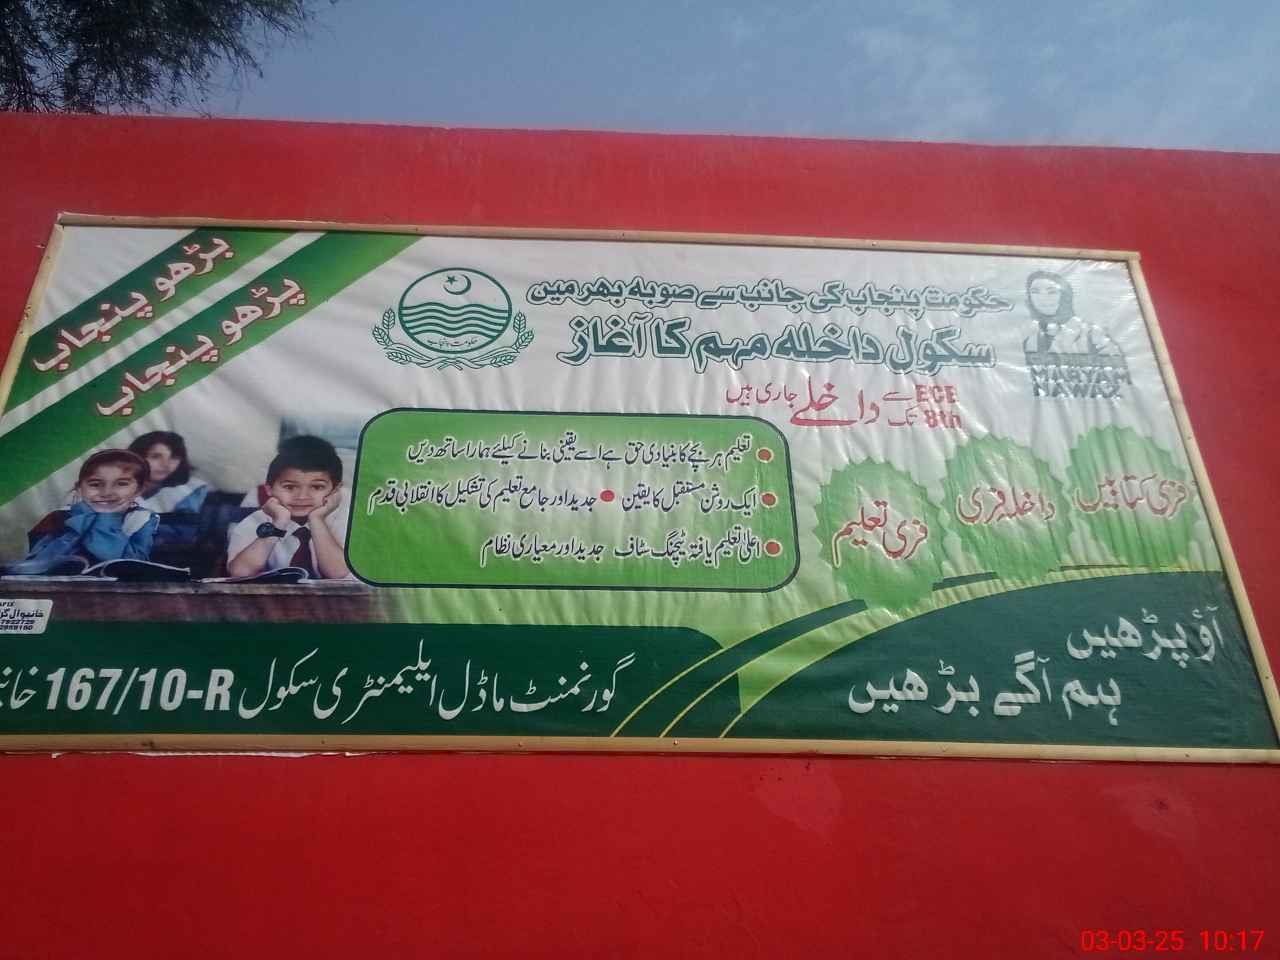 بڑھو پنجاب
پڑھو پنجاب
حکومت پنجاب
حکومت پنجاب کی جانب سے صوبہ بھر میں
سکول داخلہ مہم کا آغاز
MARYAM
NAWAZ
ECE سے 8th تک داخلے جاری ہیں
تعلیم ہر بچے کا بنیادی حق ہے اسے یقینی بنانے کیلئے ہمارا ساتھ دیں
ایک روشن مستقبل کا یقین • جدید اور جامع تعلیم کی تشکیل کا انقلابی قدم
اعلیٰ تعلیم یافتہ ٹیچنگ سٹاف جدید اور معیاری نظام
فری کتابیں
داخلہ فری
فری تعلیم
آؤ پڑھیں
ہم آگے بڑھیں
گورنمنٹ ماڈل ایلیمنٹری سکول 167/10-R
خانیوال
03-03-25 10:17